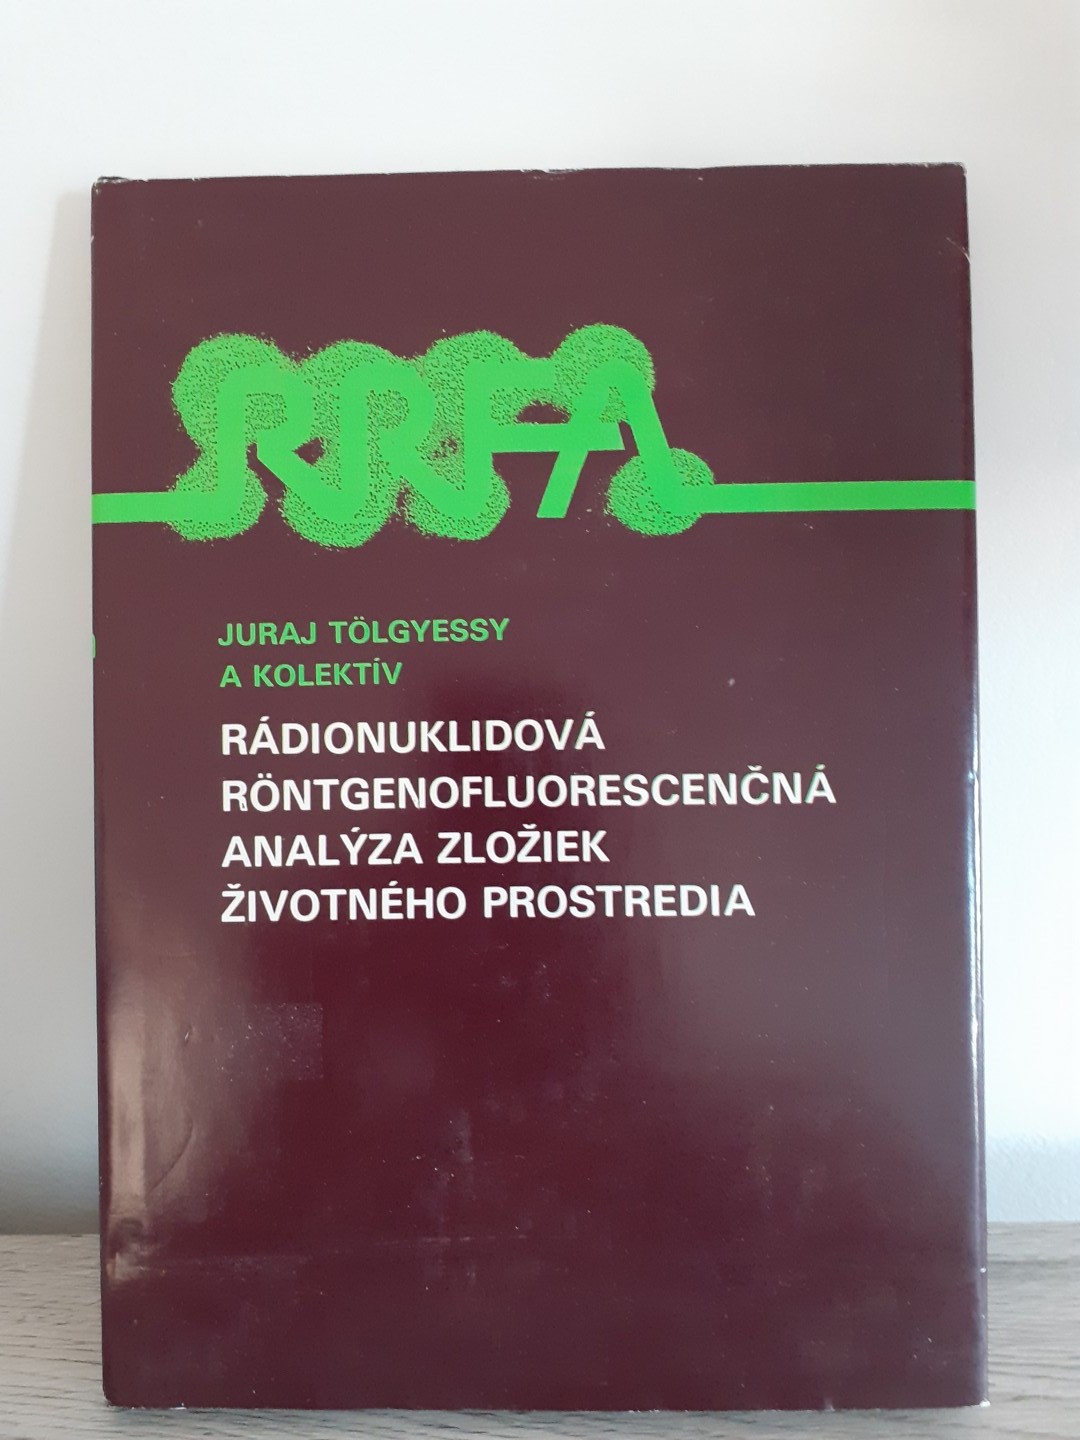 RRFA
JURAJ TÖLGYESSY
A KOLEKTÍV
RÁDIONUKLIDOVÁ
RÖNTGENOFLUORESCENČNÁ
ANALÝZA ZLOŽIEK
ŽIVOTNÉHO PROSTREDIA